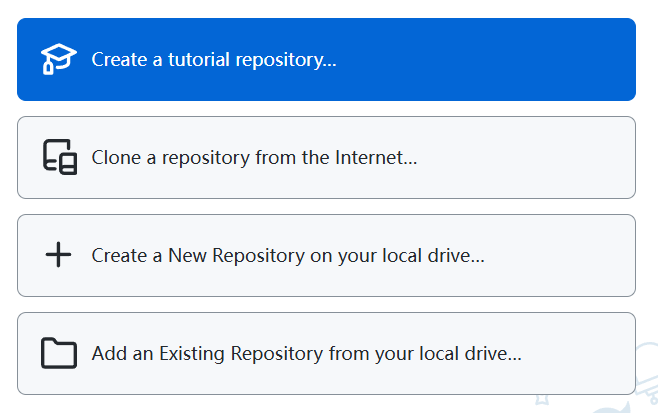 Create a tutorial repository...
Clone a repository from the Internet...
Create a New Repository on your local drive...
Add an Existing Repository from your local drive...